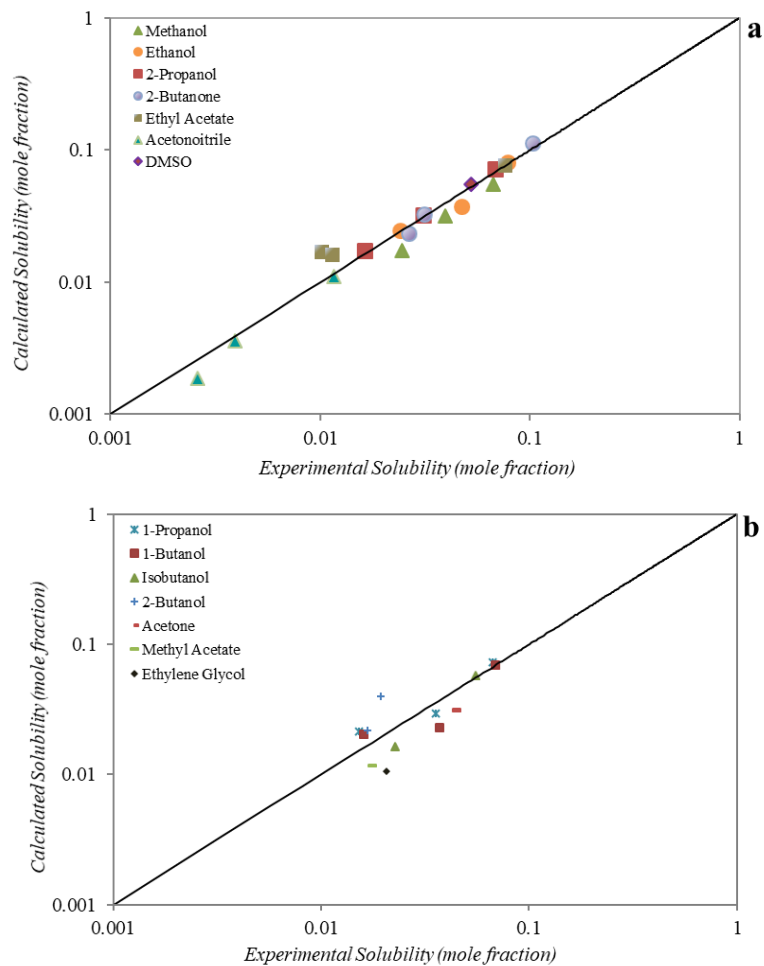 1
a
Methanol
Ethanol
2-Propanol
2-Butanone
Ethyl Acetate
Acetonoitrile
DMSO
0.1
0.01
0.001
Calculated Solubility (mole fraction)
0.001 0.01 0.1 1
Experimental Solubility (mole fraction)
1
b
1-Propanol
1-Butanol
Isobutanol
2-Butanol
Acetone
Methyl Acetate
Ethylene Glycol
0.1
0.01
0.001
Calculated Solubility (mole fraction)
0.001 0.01 0.1 1
Experimental Solubility (mole fraction)